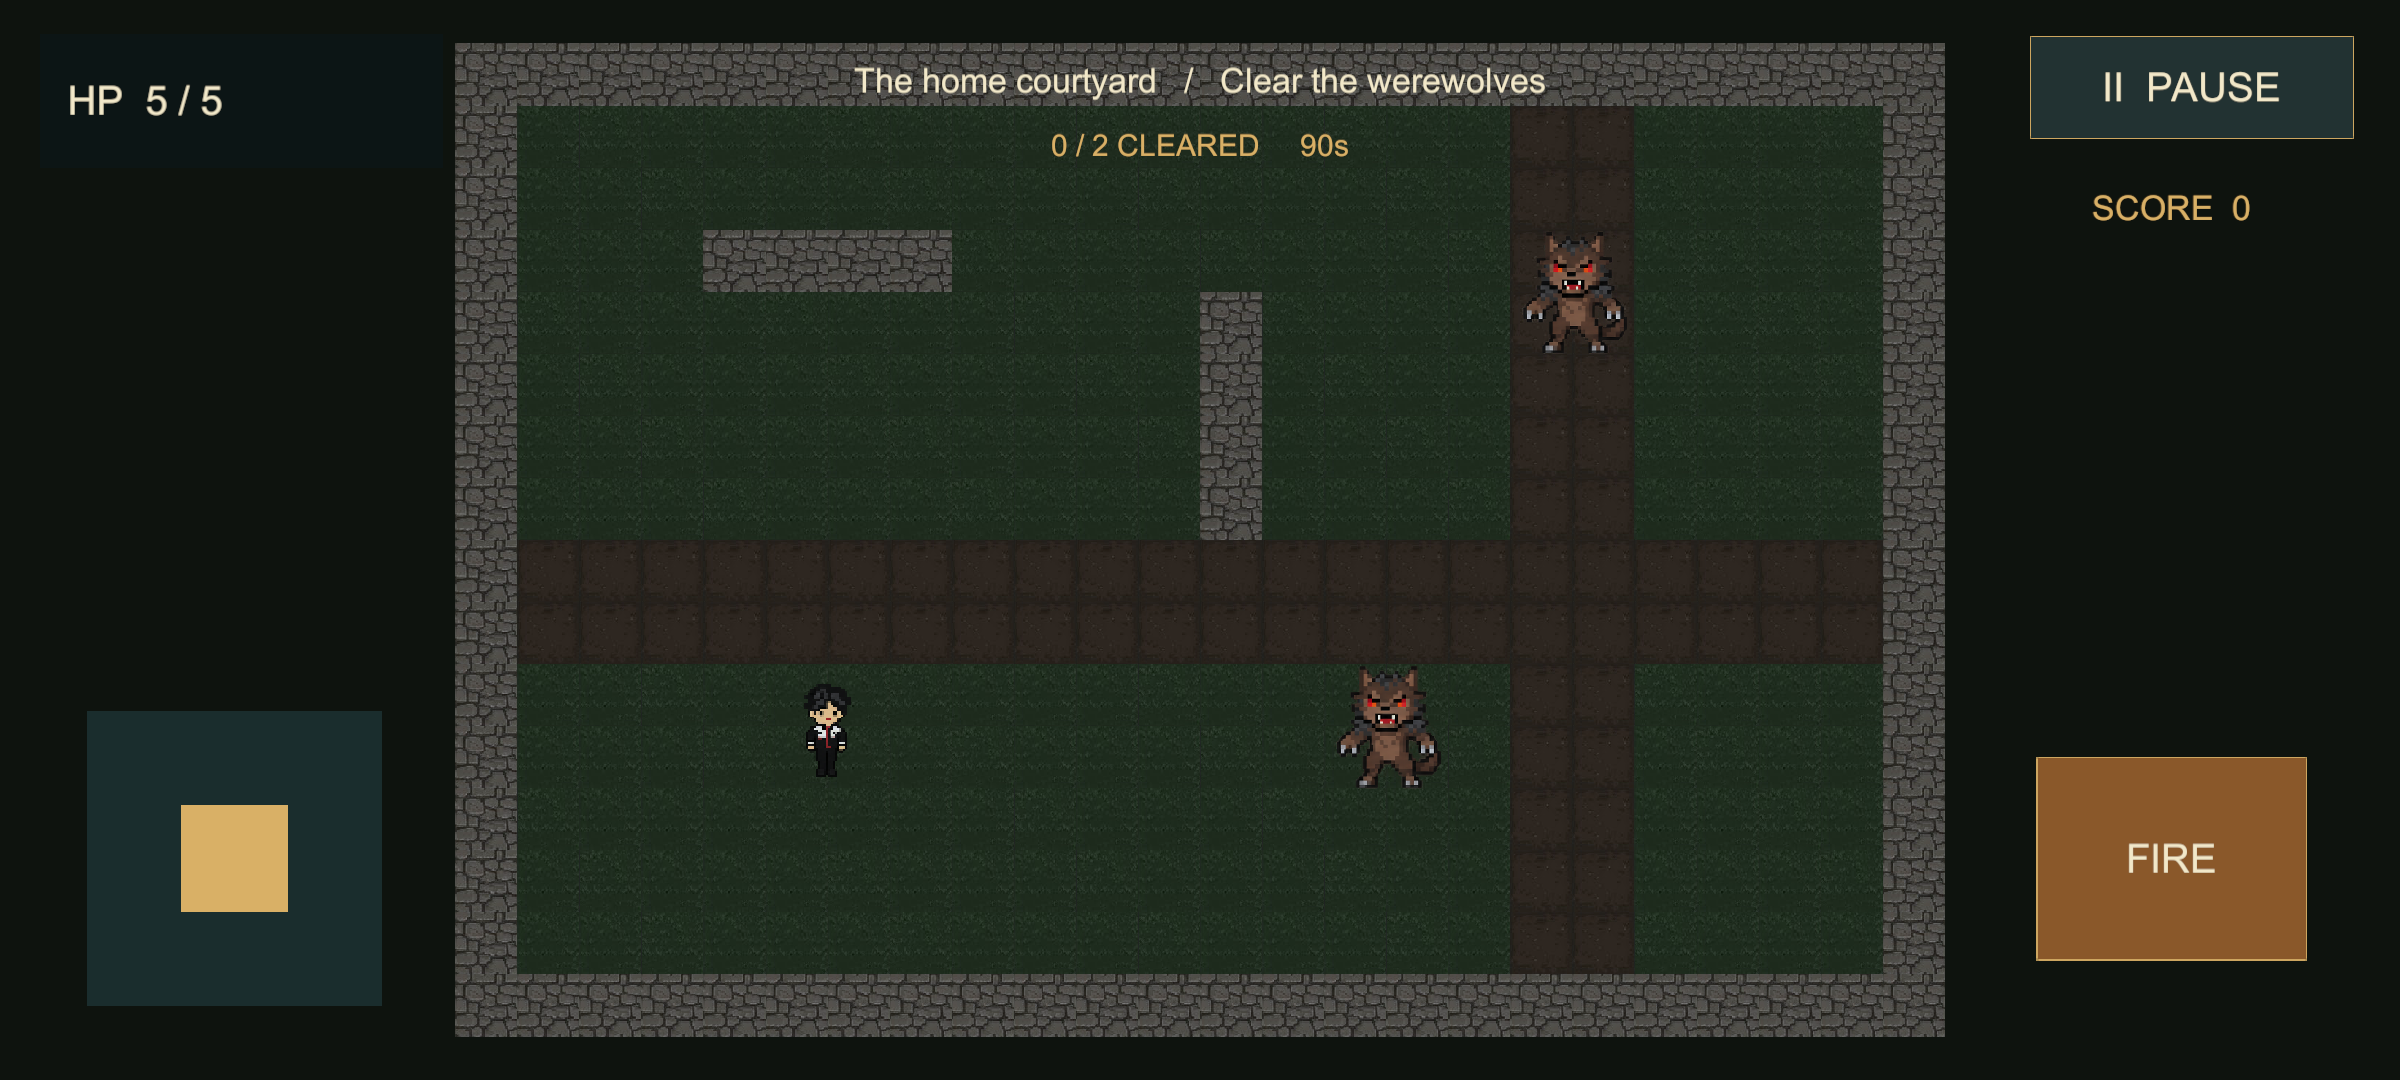 HP 5 / 5
The home courtyard / Clear the werewolves
0 / 2 CLEARED 90s
II PAUSE
SCORE 0
FIRE